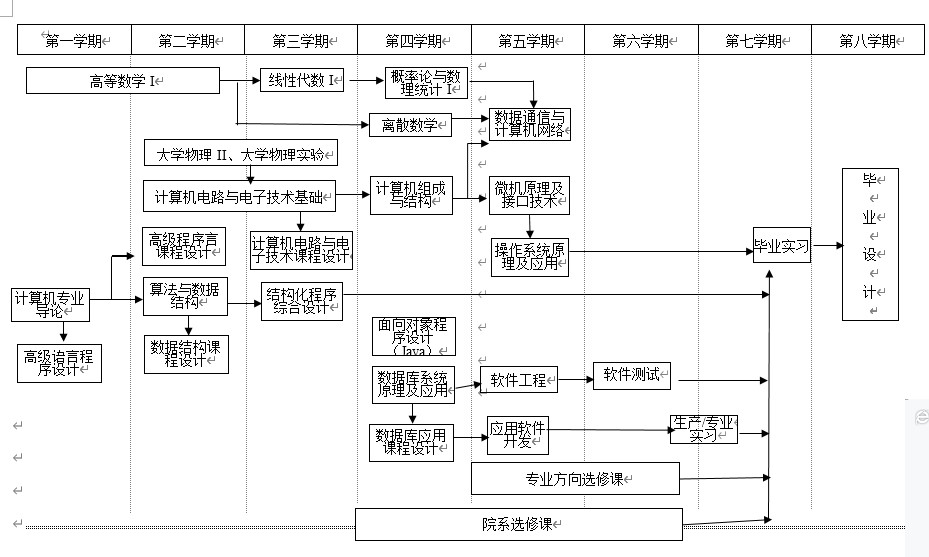 第一学期 第二学期 第三学期 第四学期 第五学期 第六学期 第七学期 第八学期
高等数学 I
线性代数 I
概率论与数
理统计 I
离散数学
数据通信与
计算机网络
大学物理 II、大学物理实验
计算机电路与电子技术基础
计算机组成
与结构
微机原理及
接口技术
毕
业
设
计
高级程序言
课程设计
计算机电路与电
子技术课程设计
操作系统原
理及应用
毕业实习
计算机专业
导论
算法与数据
结构
结构化程序
综合设计
高级语言程
序设计
数据结构课
程设计
面向对象程
序设计
（Java）
数据库系统
原理及应用
软件工程
软件测试
数据库应用
课程设计
应用软件
开发
生产/专业
实习
专业方向选修课
院系选修课